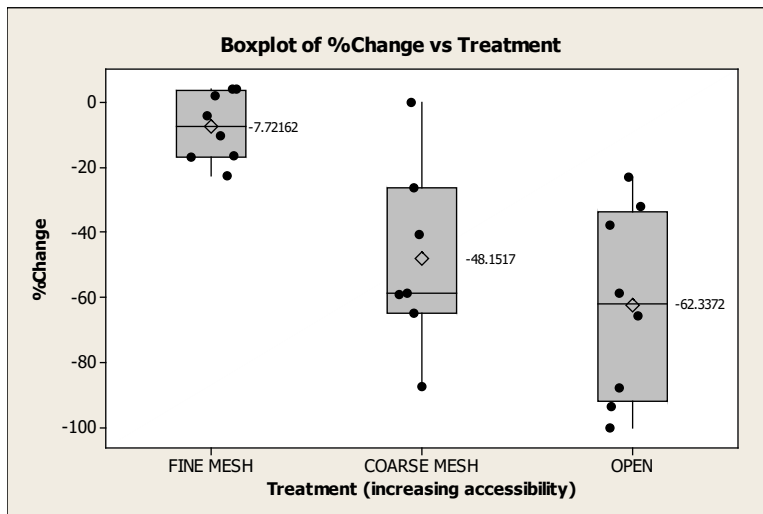 Boxplot of %Change vs Treatment
0
-20
-40
-60
-80
-100
%Change
-7.72162
-48.1517
-62.3372
FINE MESH
COARSE MESH
OPEN
Treatment (increasing accessibility)